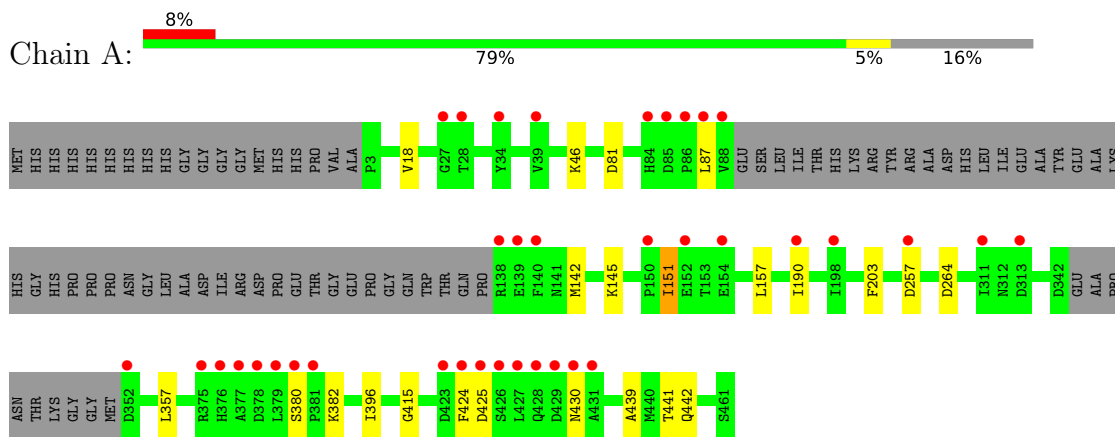 8%
Chain A:
79% 5% 16%
MET HIS HIS HIS HIS HIS HIS HIS HIS HIS HIS GLY GLY GLY GLY MET HIS HIS PRO VAL ALA P3 V18 G27 T28 Y34 V39 K46 D81 H84 D85 P86 L87 V88 GLU SER LEU ILE THR HIS LYS ARG TYR ARG ALA ASP HIS LEU ILE GLU ALA TYR GLU ALA LYS
HIS GLY HIS PRO PRO PRO ASN GLY LEU ALA ASP ILE ARG ASP PRO GLU THR GLY GLU PRO GLY GLN TRP THR GLN PRO R138 E139 F140 N141 M142 K145 P150 I151 E152 T153 E154 L157 I190 I198 F203 D257 D264 I311 N312 D313 D342 GLU ALA PRO
ASN THR LYS GLY GLY MET D352 L357 R375 H376 A377 D378 L379 S380 P381 K382 I396 G415 D423 F424 D425 S426 L427 Q428 D429 N430 A431 A439 M440 T441 Q442 S461